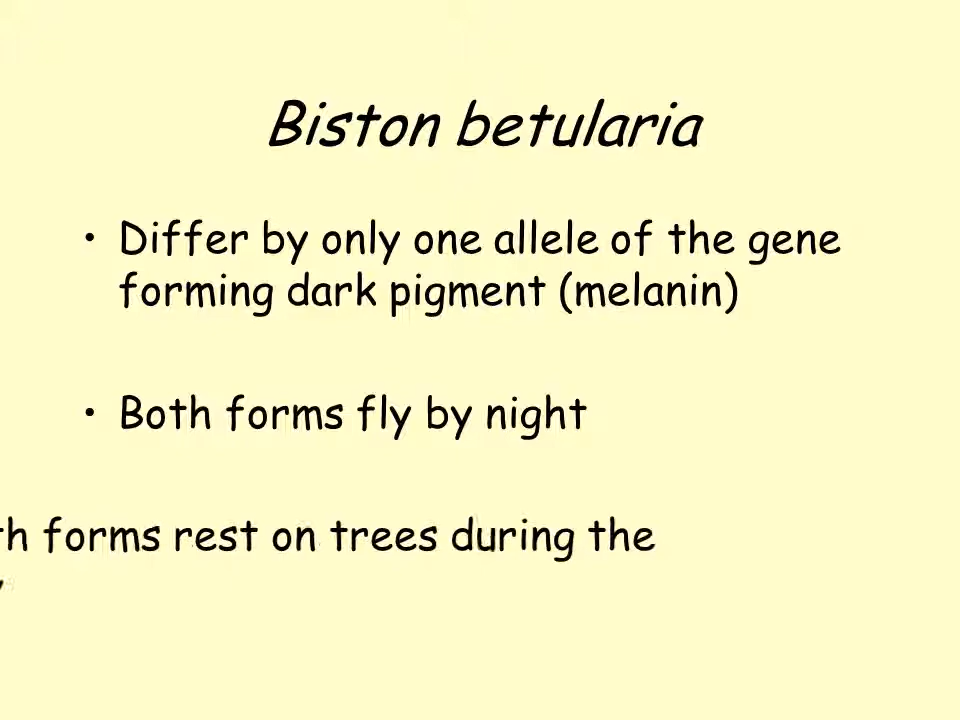 Biston betularia
• Differ by only one allele of the gene
forming dark pigment (melanin)
• Both forms fly by night
th forms rest on trees during the